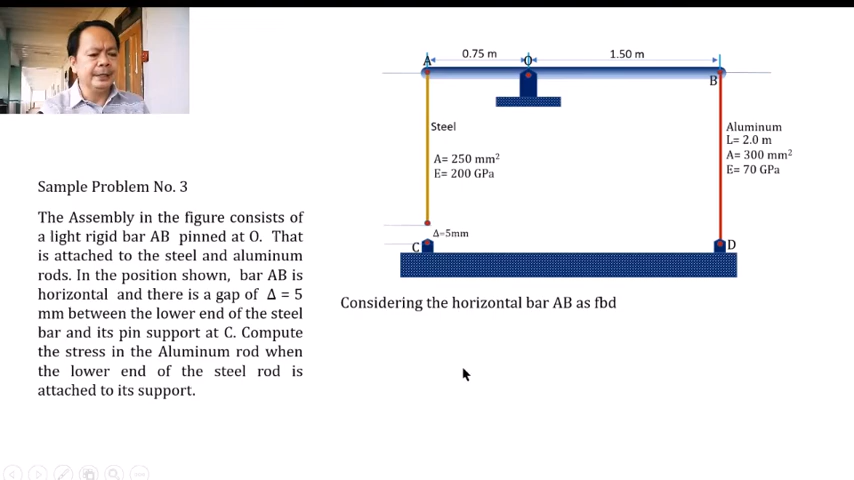 0.75 m
1.50 m
A
O
B
Steel
A= 250 mm²
E= 200 GPa
Aluminum
L= 2.0 m
A= 300 mm²
E= 70 GPa
Δ=5mm
C
D
Sample Problem No. 3
The Assembly in the figure consists of
a light rigid bar AB pinned at O. That
is attached to the steel and aluminum
rods. In the position shown, bar AB is
horizontal and there is a gap of Δ = 5
mm between the lower end of the steel
bar and its pin support at C. Compute
the stress in the Aluminum rod when
the lower end of the steel rod is
attached to its support.
Considering the horizontal bar AB as fbd